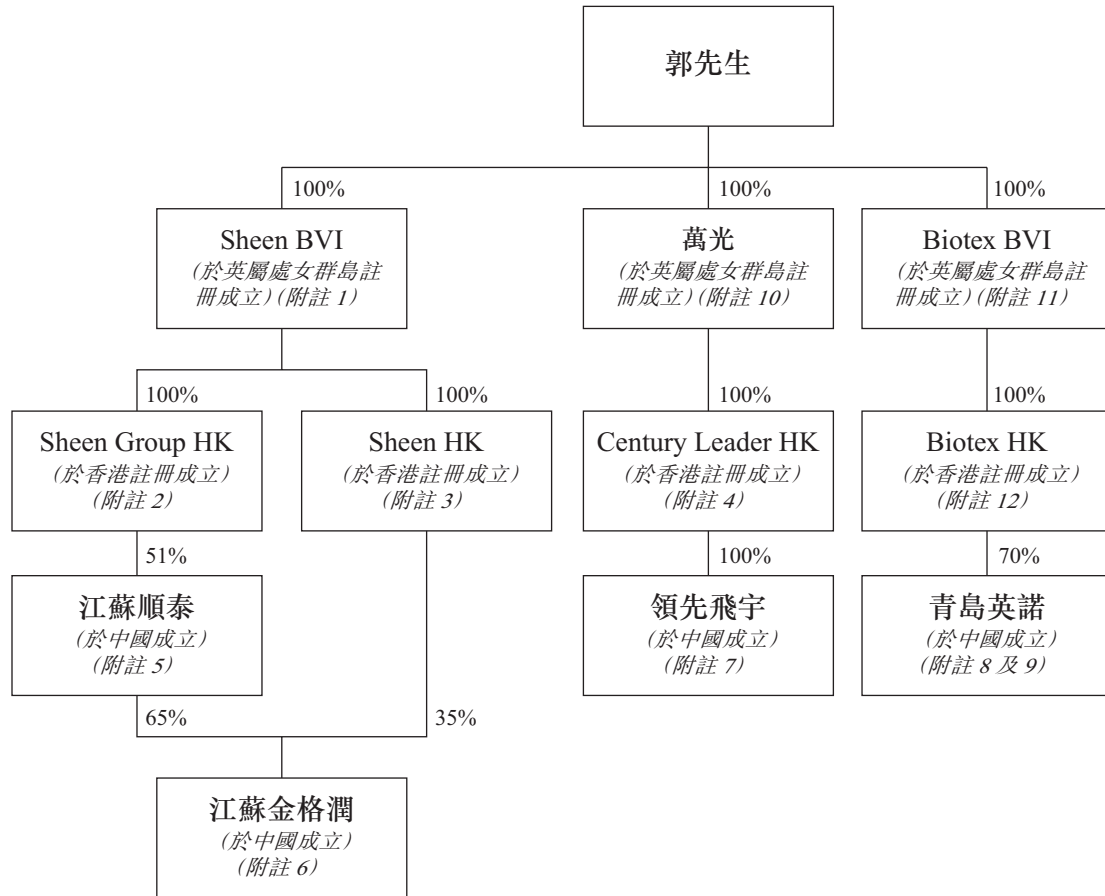 郭先生
100%
100%
100%
Sheen BVI
(於英屬處女群島註
冊成立)(附註 1)
萬光
(於英屬處女群島註
冊成立)(附註 10)
Biotex BVI
(於英屬處女群島註
冊成立)(附註 11)
100%
100%
100%
100%
Sheen Group HK
(於香港註冊成立)
(附註 2)
Sheen HK
(於香港註冊成立)
(附註 3)
Century Leader HK
(於香港註冊成立)
(附註 4)
Biotex HK
(於香港註冊成立)
(附註 12)
51%
100%
70%
江蘇順泰
(於中國成立)
(附註 5)
領先飛宇
(於中國成立)
(附註 7)
青島英諾
(於中國成立)
(附註 8 及 9)
65%
35%
江蘇金格潤
(於中國成立)
(附註 6)